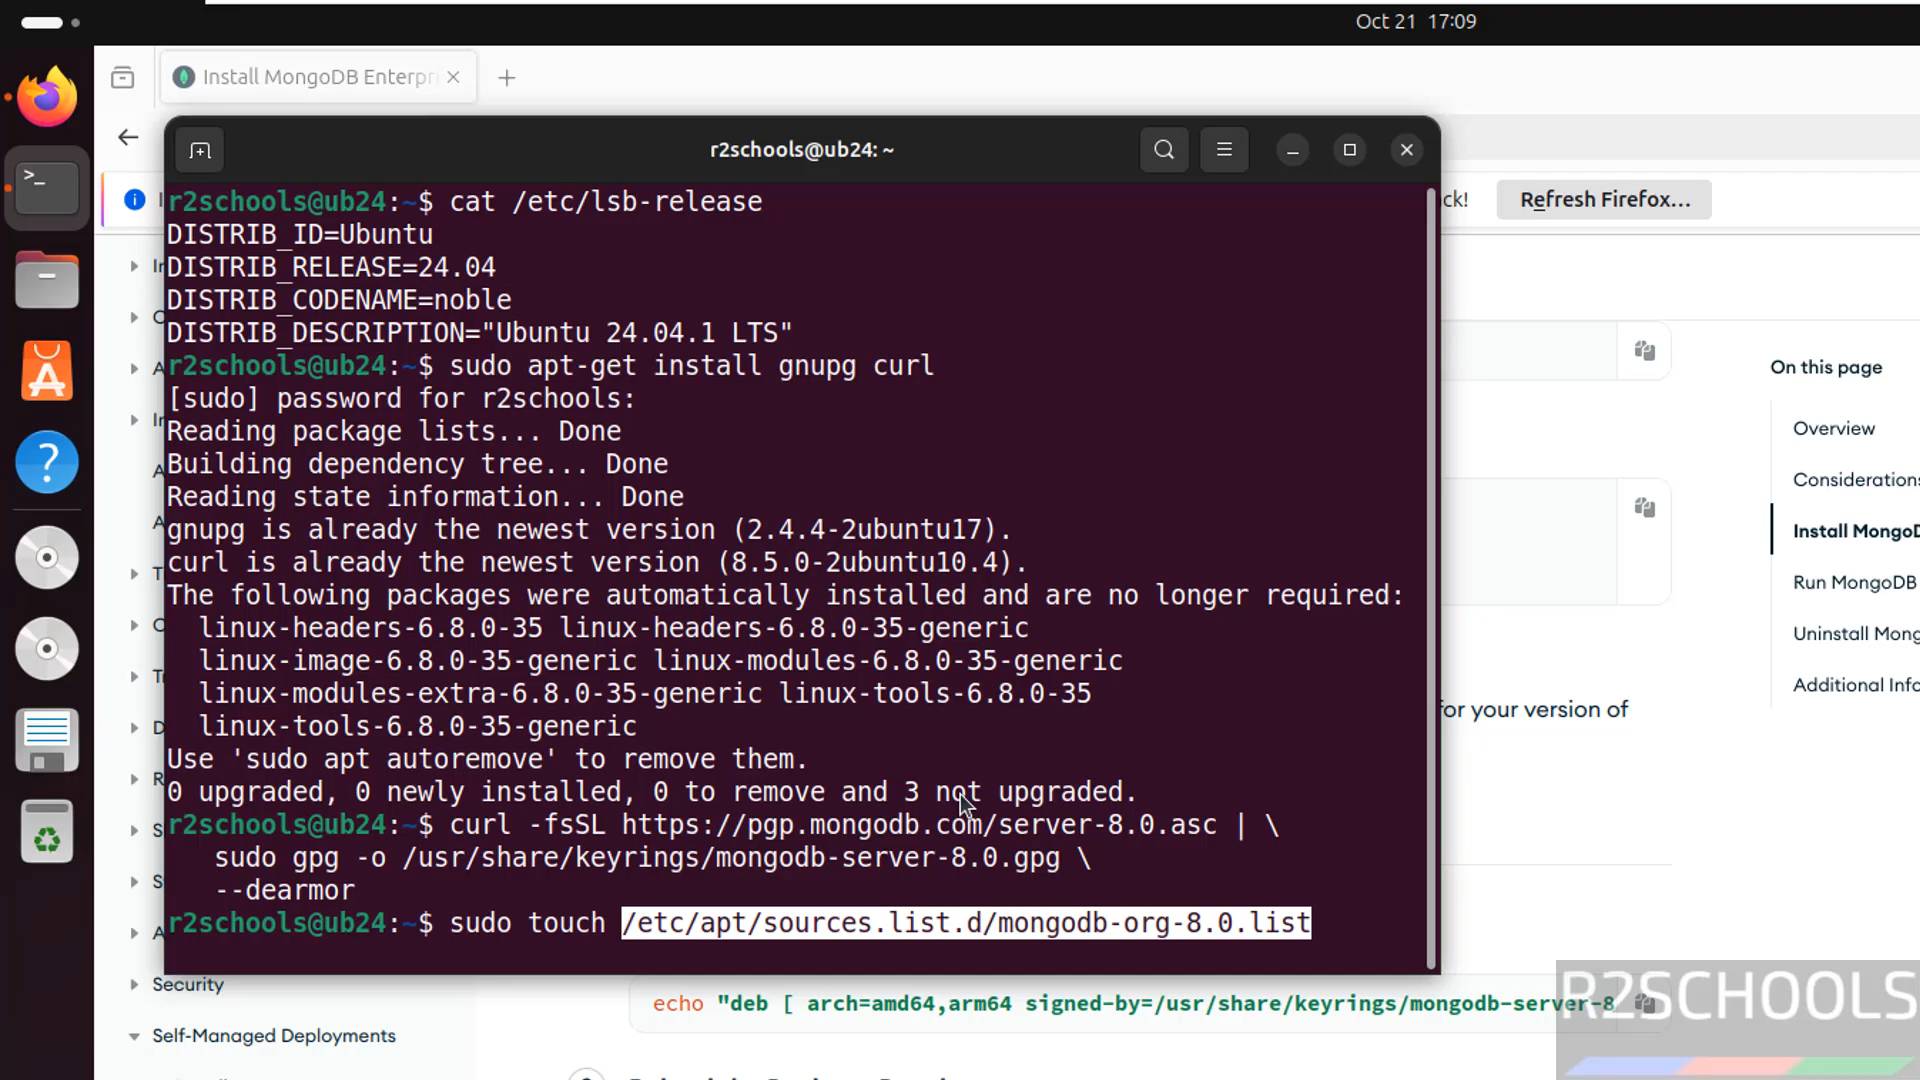 Oct 21 17:09
Install MongoDB Enterpr
r2schools@ub24: ~
ck!
Refresh Firefox...
r2schools@ub24:~$ cat /etc/lsb-release
DISTRIB_ID=Ubuntu
DISTRIB_RELEASE=24.04
DISTRIB_CODENAME=noble
DISTRIB_DESCRIPTION="Ubuntu 24.04.1 LTS"
r2schools@ub24:~$ sudo apt-get install gnupg curl
[sudo] password for r2schools:
Reading package lists... Done
Building dependency tree... Done
Reading state information... Done
gnupg is already the newest version (2.4.4-2ubuntu17).
curl is already the newest version (8.5.0-2ubuntu10.4).
The following packages were automatically installed and are no longer required:
linux-headers-6.8.0-35 linux-headers-6.8.0-35-generic
linux-image-6.8.0-35-generic linux-modules-6.8.0-35-generic
linux-modules-extra-6.8.0-35-generic linux-tools-6.8.0-35
linux-tools-6.8.0-35-generic
Use 'sudo apt autoremove' to remove them.
0 upgraded, 0 newly installed, 0 to remove and 3 not upgraded.
r2schools@ub24:~$ curl -fsSL https://pgp.mongodb.com/server-8.0.asc | \
sudo gpg -o /usr/share/keyrings/mongodb-server-8.0.gpg \
--dearmor
r2schools@ub24:~$ sudo touch /etc/apt/sources.list.d/mongodb-org-8.0.list
On this page
Overview
Considerations
Install MongoD
Run MongoDB
Uninstall Mong
Additional Info
for your version of
Security
Self-Managed Deployments
echo "deb [ arch=amd64,arm64 signed-by=/usr/share/keyrings/mongodb-server-8
R2SCHOOLS